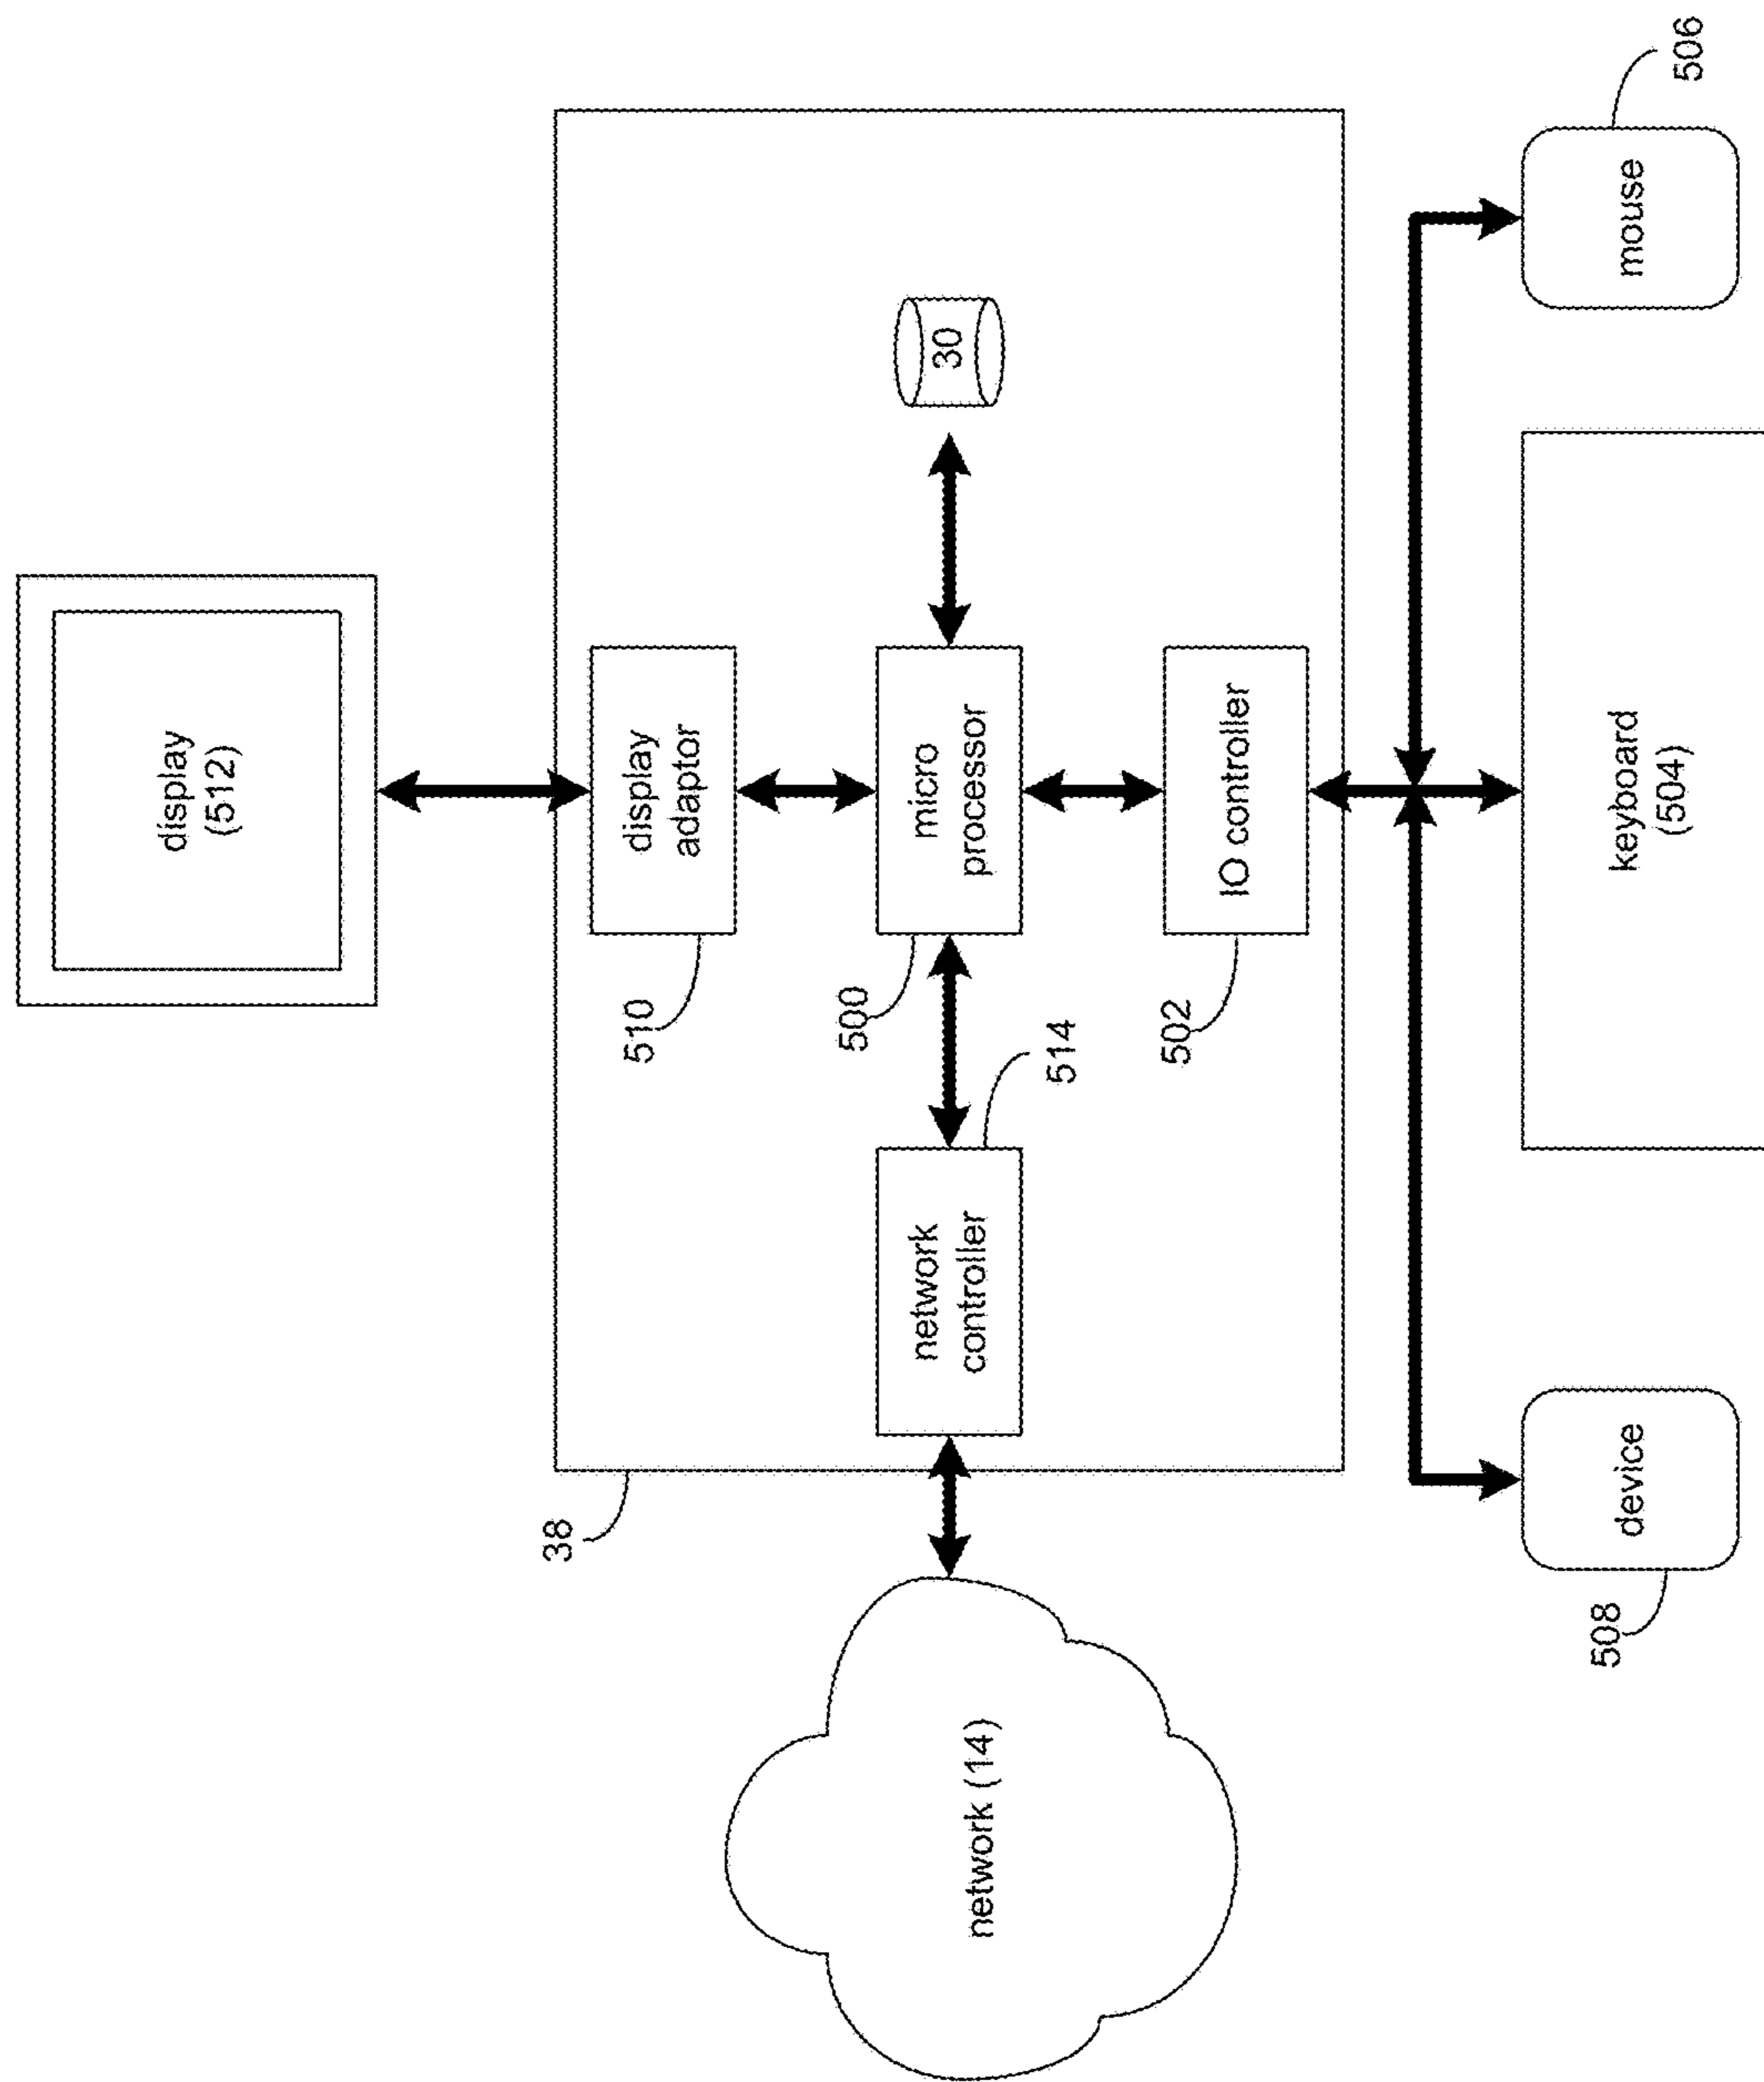 display
(512)
display
adaptor
510
micro
processor
500
30
network
controller
514
IO controller
502
38
network (14)
device
508
keyboard
(504)
mouse
506